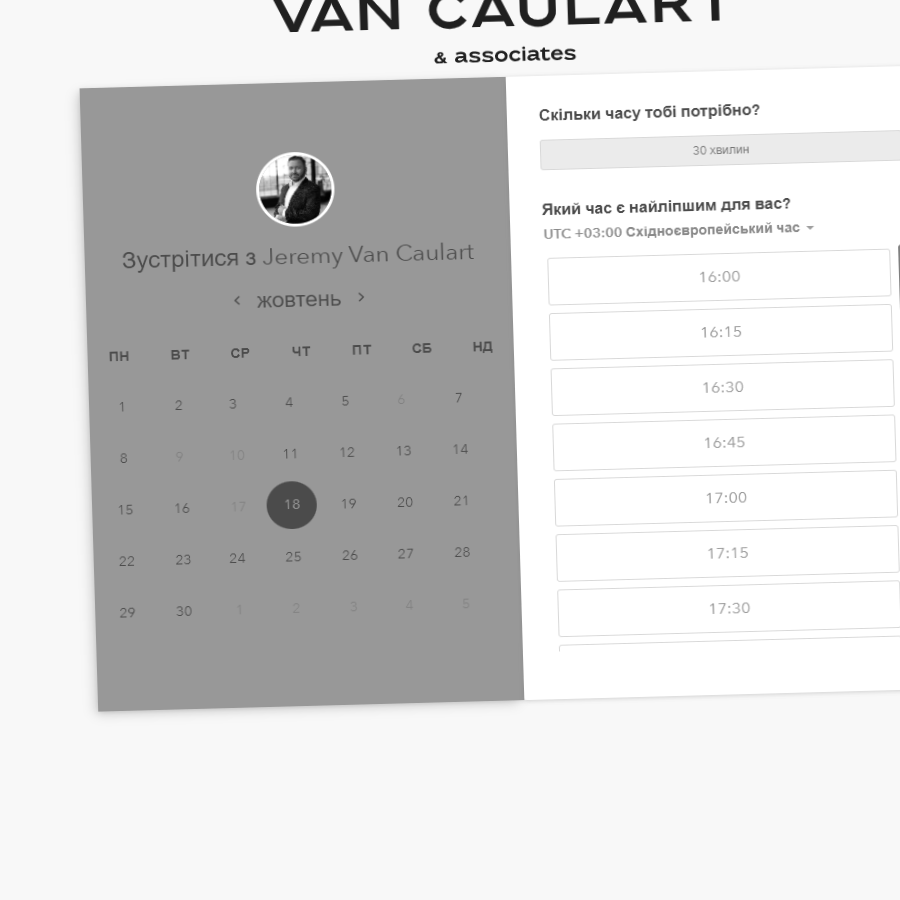 VAN CAULART
& associates
Зустрітися з Jeremy Van Caulart
жовтень
ПН ВТ СР ЧТ ПТ СБ НД
1 2 3 4 5 6 7
8 9 10 11 12 13 14
15 16 17 18 19 20 21
22 23 24 25 26 27 28
29 30 1 2 3 4 5
Скільки часу тобі потрібно?
30 хвилин
Який час є найліпшим для вас?
UTC +03:00 Східноєвропейський час
16:00
16:15
16:30
16:45
17:00
17:15
17:30